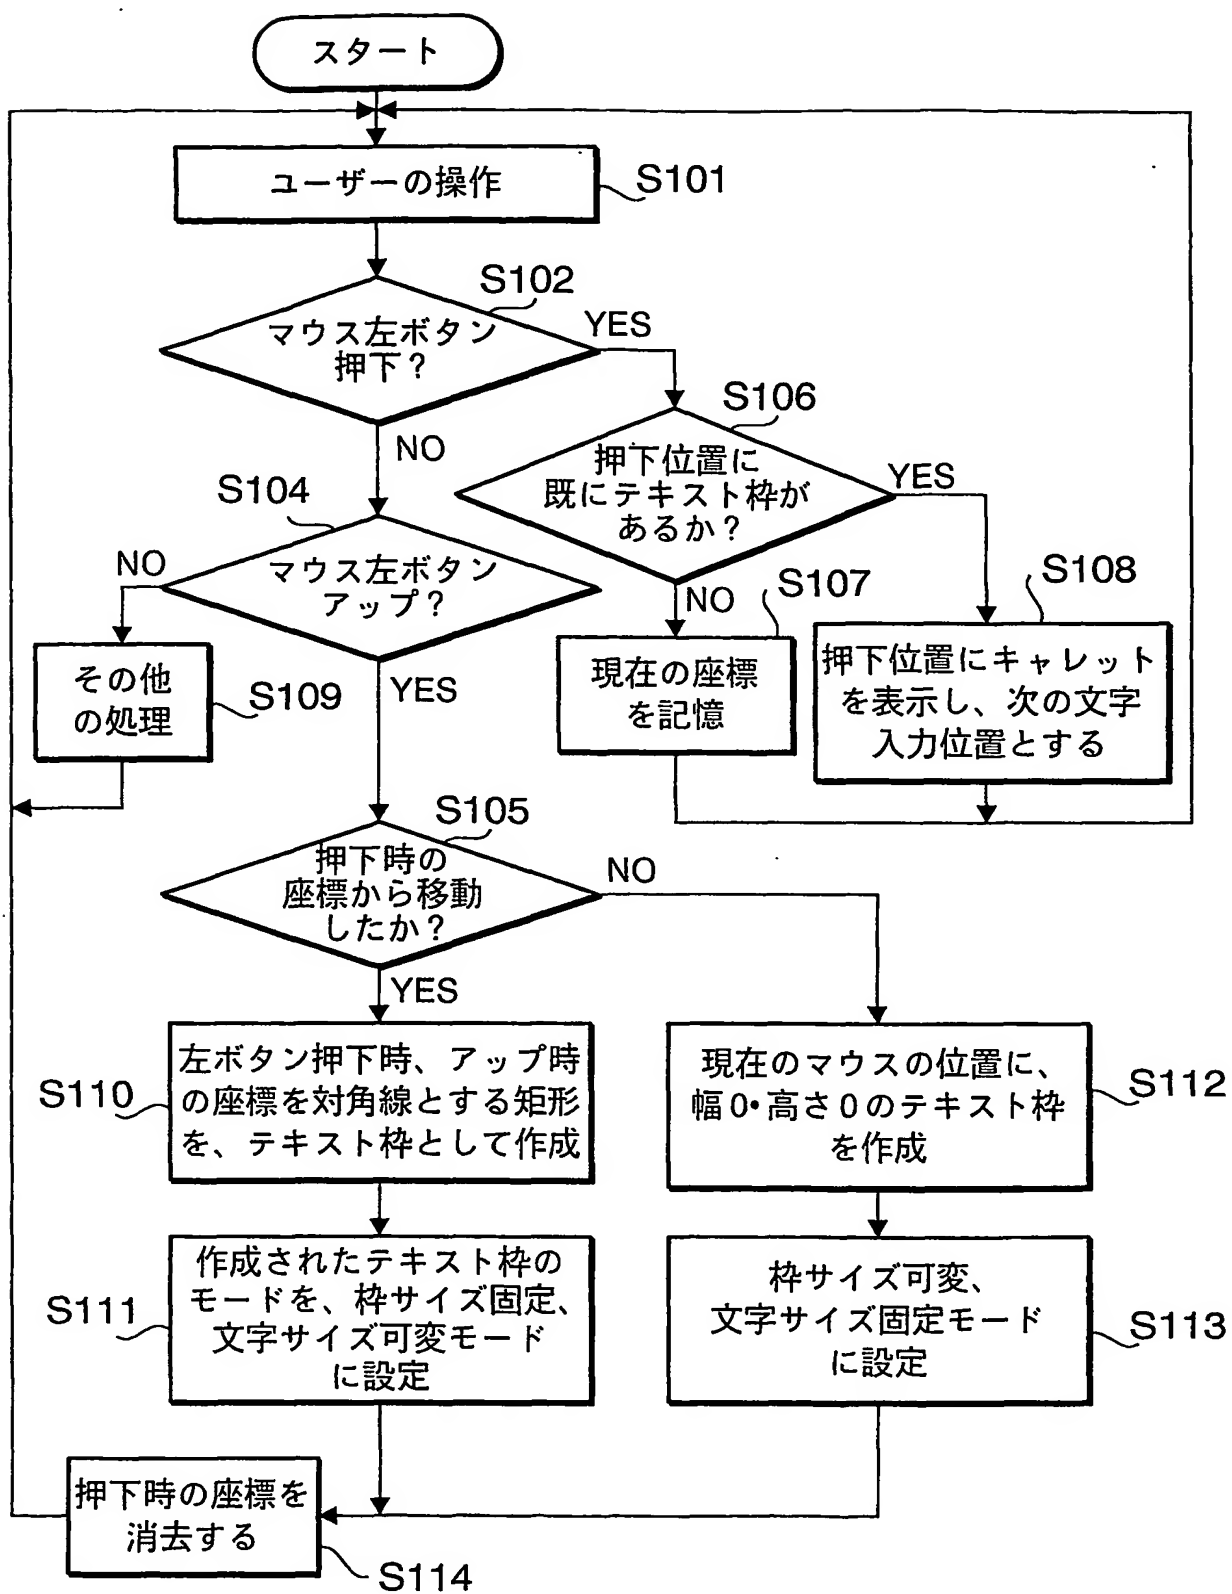 スタート
ユーザーの操作
S101
S102
マウス左ボタン
押下？
YES
NO
S106
押下位置に
既にテキスト枠が
あるか？
YES
NO
S104
マウス左ボタン
アップ？
NO
YES
その他
の処理
S109
S107
現在の座標
を記憶
S108
押下位置にキャレット
を表示し、次の文字
入力位置とする
S105
押下時の
座標から移動
したか？
NO
YES
S110
左ボタン押下時、アップ時
の座標を対角線とする矩形
を、テキスト枠として作成
現在のマウスの位置に、
幅0・高さ0のテキスト枠
を作成
S112
S111
作成されたテキスト枠の
モードを、枠サイズ固定、
文字サイズ可変モード
に設定
枠サイズ可変、
文字サイズ固定モード
に設定
S113
押下時の座標を
消去する
S114